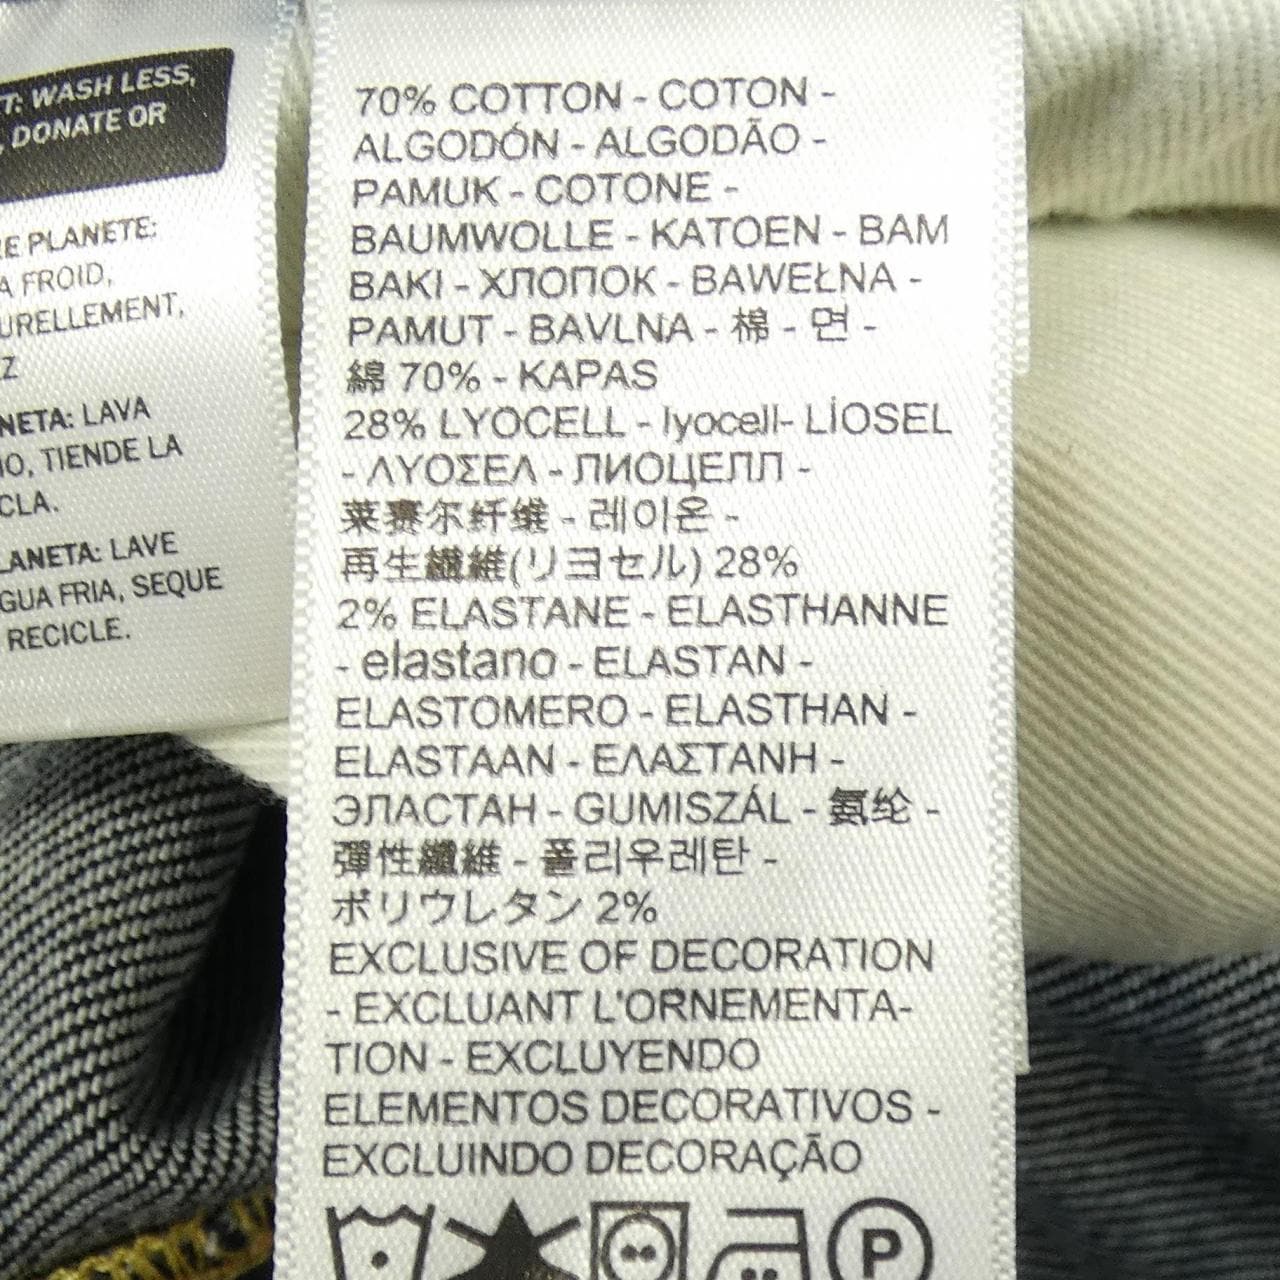 T: WASH LESS,
, DONATE OR
RE PLANETE:
A FROID,
URELLEMENT,
Z
NETA: LAVA
IO, TIENDE LA
CLA.
LANETA: LAVE
GUA FRIA, SEQUE
RECICLE.
70% COTTON - COTON -
ALGODÓN - ALGODÃO -
PAMUK - COTONE -
BAUMWOLLE - KATOEN - BAM
BAKI - ХЛОПОК - BAWEŁNA -
PAMUT - BAVLNA - 棉 - 면 -
綿 70% - KAPAS
28% LYOCELL - lyocell- LİOSEL
- ΛΥΟΣΕΛ - ЛИОЦЕЛЛ -
莱赛尔纤维 - 레이온 -
再生繊維(リヨセル) 28%
2% ELASTANE - ELASTHANNE
- elastano - ELASTAN -
ELASTOMERO - ELASTHAN -
ELASTAAN - ΕΛΑΣΤΑΝΗ -
ЭЛАСТАН - GUMISZÁL - 氨纶 -
彈性纖維 - 폴리우레탄 -
ポリウレタン 2%
EXCLUSIVE OF DECORATION
- EXCLUANT L'ORNEMENTA-
TION - EXCLUYENDO
ELEMENTOS DECORATIVOS -
EXCLUINDO DECORAÇÃO
P